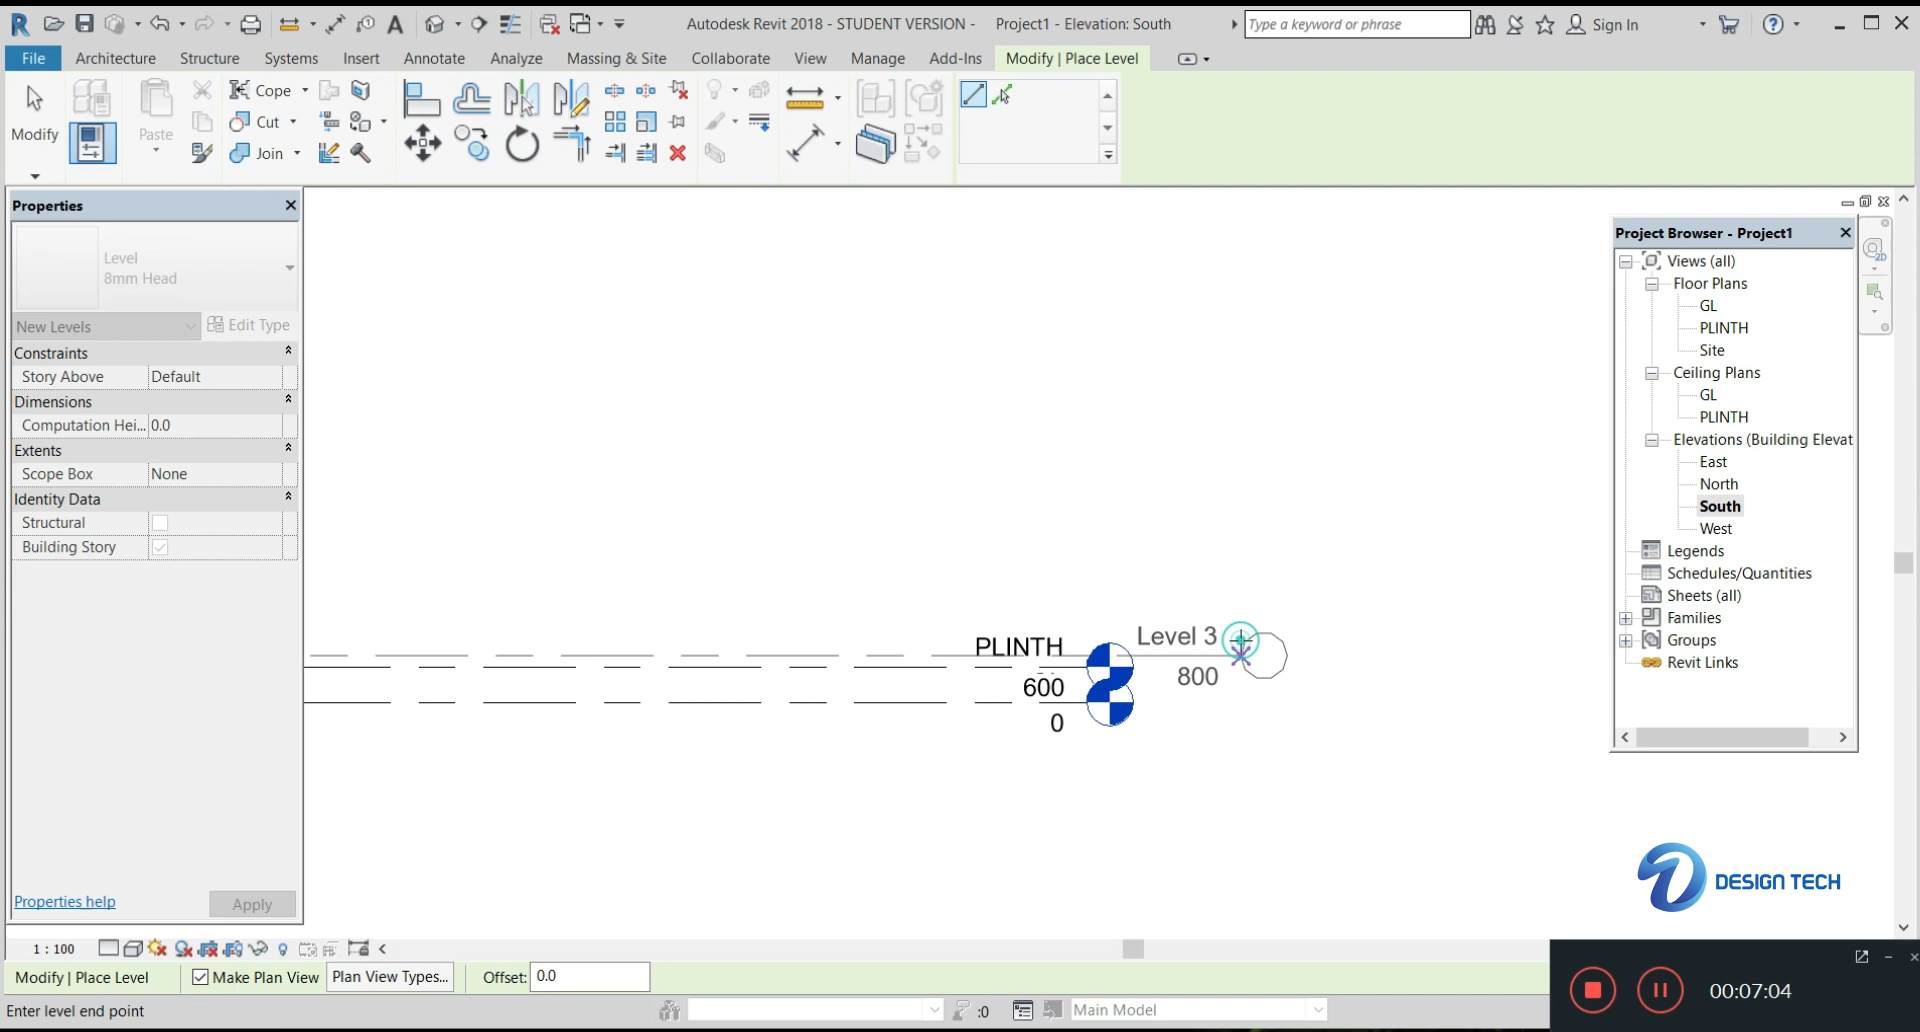 Autodesk Revit 2018 - STUDENT VERSION - Project1 - Elevation: South
Type a keyword or phrase
Sign In
File Architecture Structure Systems Insert Annotate Analyze Massing & Site Collaborate View Manage Add-Ins Modify | Place Level
Modify
Paste
Cope
Cut
Join
Properties
Level
8mm Head
New Levels
Edit Type
Constraints
Story Above Default
Dimensions
Computation Hei... 0.0
Extents
Scope Box None
Identity Data
Structural
Building Story
Properties help
Apply
PLINTH
600
0
Level 3
800
Project Browser - Project1
Views (all)
Floor Plans
GL
PLINTH
Site
Ceiling Plans
GL
PLINTH
Elevations (Building Elevat
East
North
South
West
Legends
Schedules/Quantities
Sheets (all)
Families
Groups
Revit Links
2D
DESIGN TECH
1 : 100
Modify | Place Level
Make Plan View
Plan View Types...
Offset: 0.0
Enter level end point
:0
Main Model
00:07:04